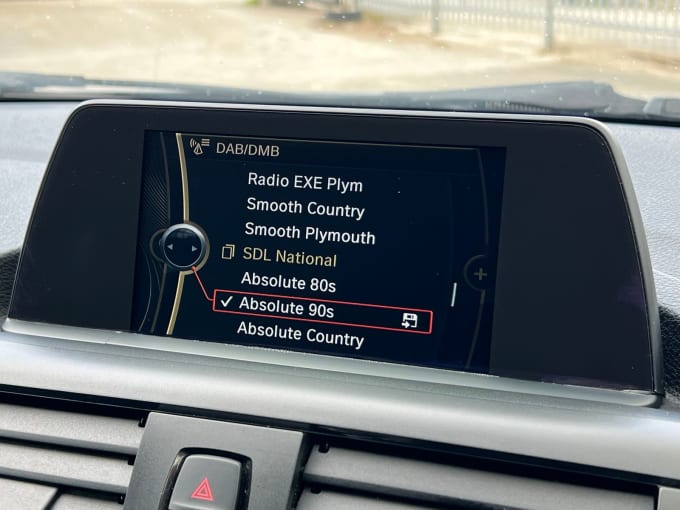 DAB/DMB
Radio EXE Plym
Smooth Country
Smooth Plymouth
SDL National
Absolute 80s
Absolute 90s
Absolute Country